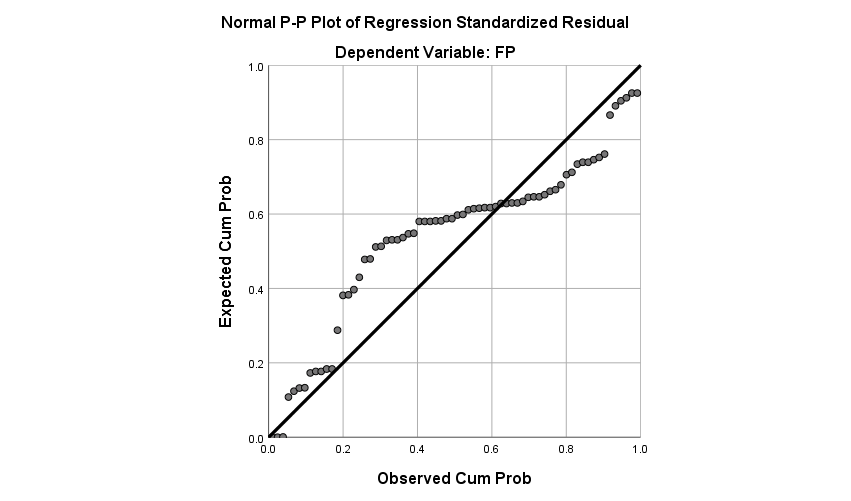 Normal P-P Plot of Regression Standardized Residual
Dependent Variable: FP
1.0
0.8
0.6
0.4
0.2
0.0
Expected Cum Prob
0.0 0.2 0.4 0.6 0.8 1.0
Observed Cum Prob